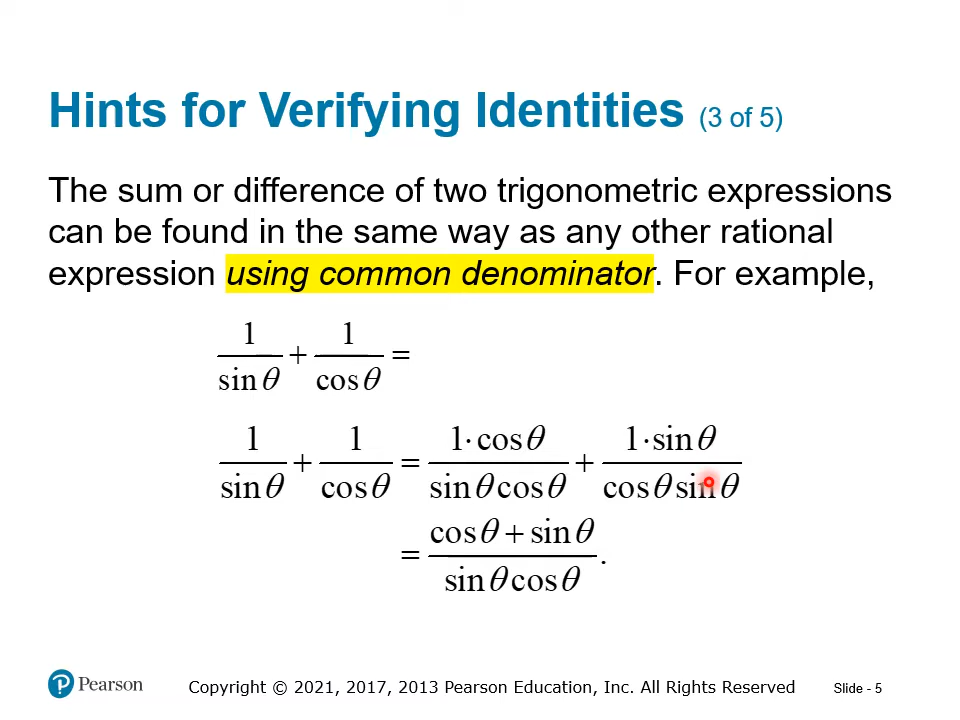 Hints for Verifying Identities (3 of 5)
The sum or difference of two trigonometric expressions
can be found in the same way as any other rational
expression using common denominator. For example,
1/sin θ + 1/cos θ =
1/sin θ + 1/cos θ = 1·cos θ/sin θ cos θ + 1·sin θ/cos θ sin θ
= cos θ + sin θ/sin θ cos θ.
Pearson
Copyright © 2021, 2017, 2013 Pearson Education, Inc. All Rights Reserved
Slide - 5